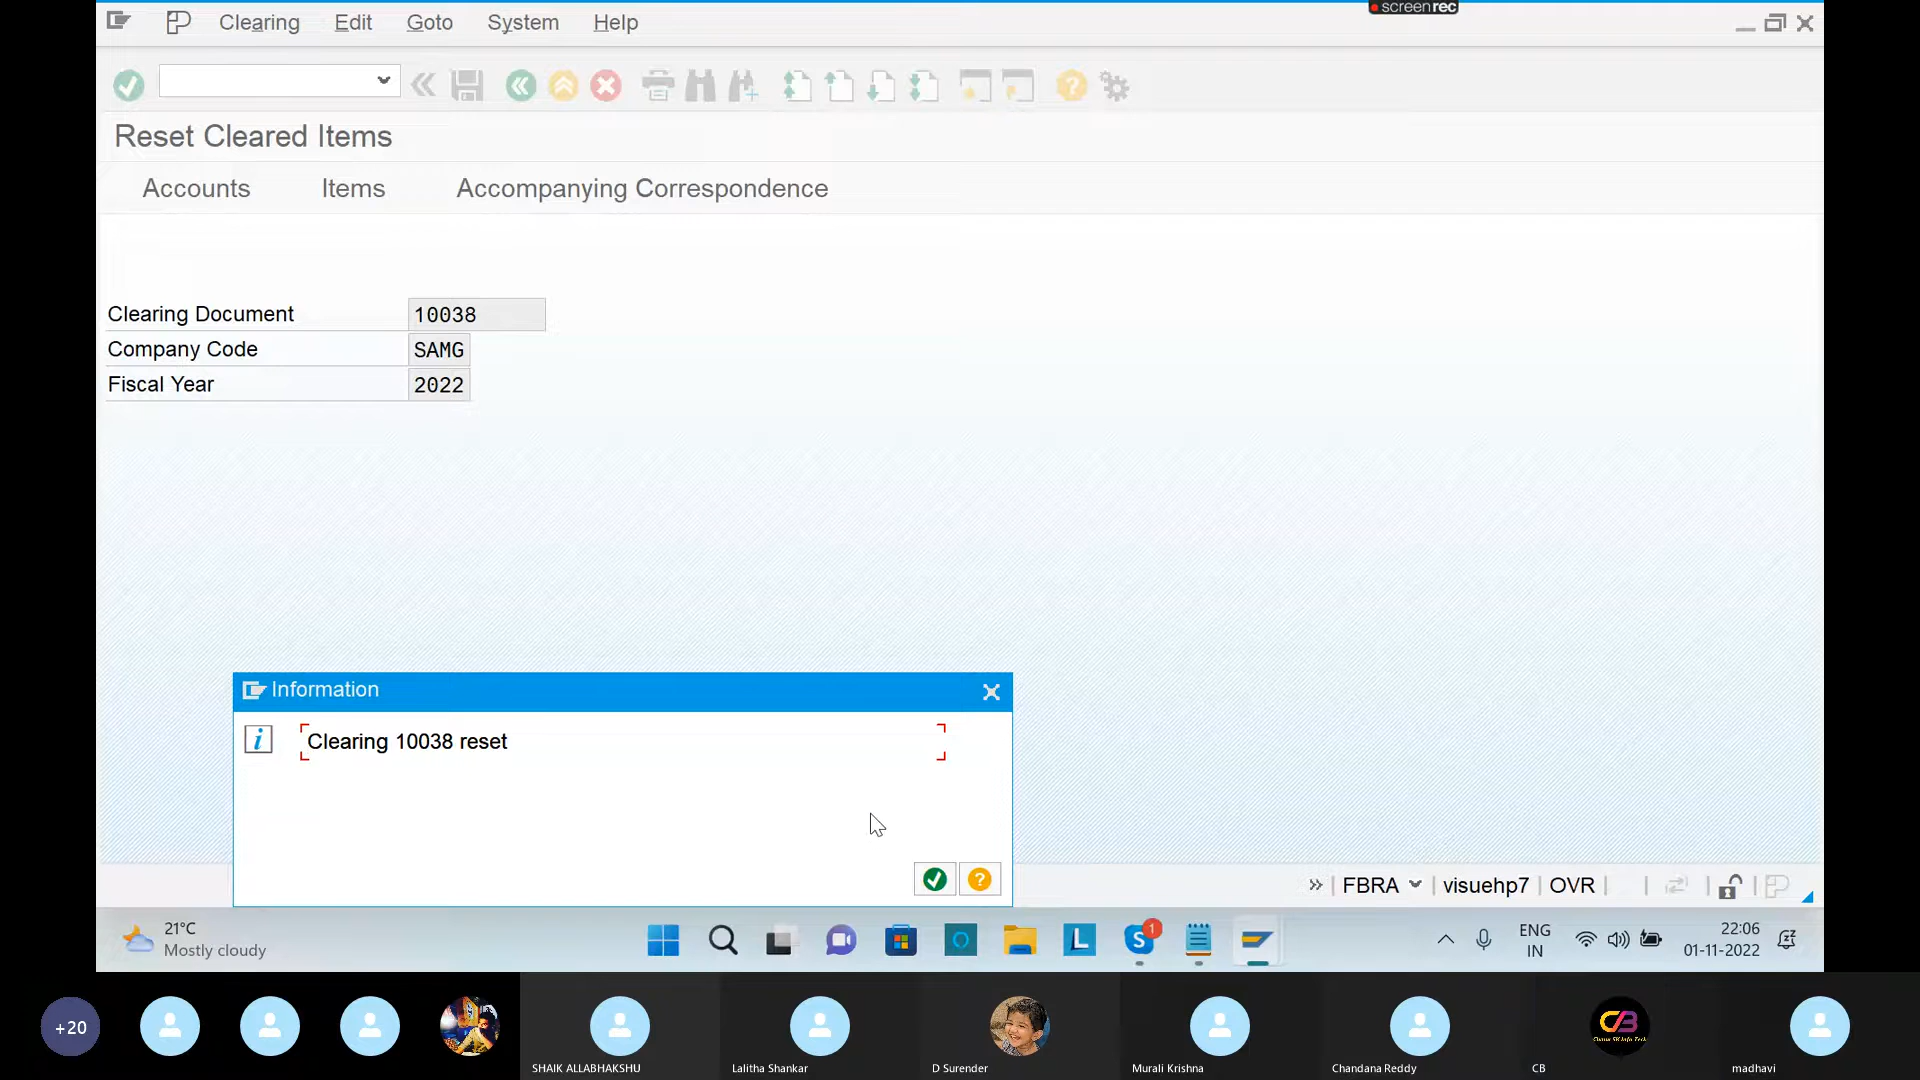 screenrec
Clearing Edit Goto System Help
Reset Cleared Items
Accounts Items Accompanying Correspondence
Clearing Document 10038
Company Code SAMG
Fiscal Year 2022
Information
Clearing 10038 reset
FBRA visuehp7 OVR
21°C
Mostly cloudy
1
ENG
IN
22:06
01-11-2022
+20
SHAIK ALLABHAKSHU Lalitha Shankar D Surender Murali Krishna Chandana Reddy CB madhavi